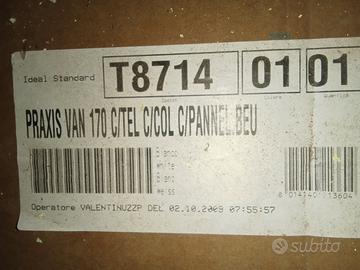 Ideal Standard
T8714 01 01
PRAXIS VAN 170 C/TEL C/COL C/PANNEL.BEU
Bianco
White
Blanc
Weiss
Operatore VALENTINUZZP DEL 02.10.2009 07:55:57
subito